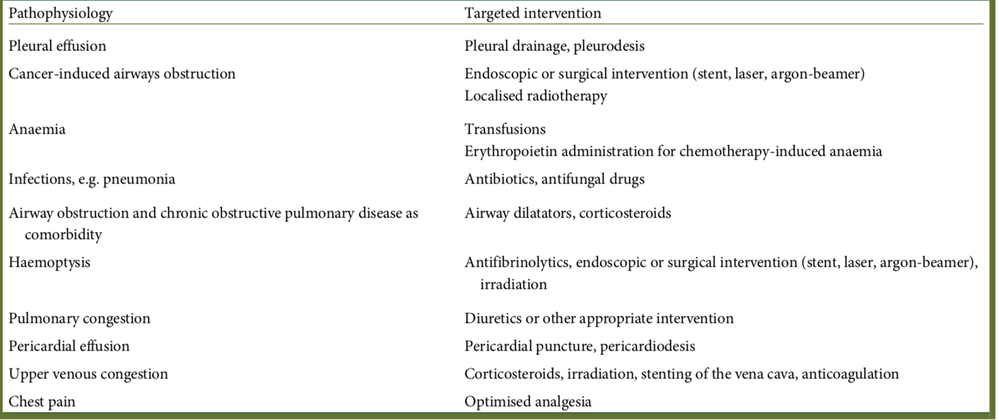 Pathophysiology Targeted intervention
Pleural effusion Pleural drainage, pleurodesis
Cancer-induced airways obstruction Endoscopic or surgical intervention (stent, laser, argon-beamer)
Localised radiotherapy
Anaemia Transfusions
Erythropoietin administration for chemotherapy-induced anaemia
Infections, e.g. pneumonia Antibiotics, antifungal drugs
Airway obstruction and chronic obstructive pulmonary disease as Airway dilatators, corticosteroids
comorbidity
Haemoptysis Antifibrinolytics, endoscopic or surgical intervention (stent, laser, argon-beamer),
irradiation
Pulmonary congestion Diuretics or other appropriate intervention
Pericardial effusion Pericardial puncture, pericardiodesis
Upper venous congestion Corticosteroids, irradiation, stenting of the vena cava, anticoagulation
Chest pain Optimised analgesia